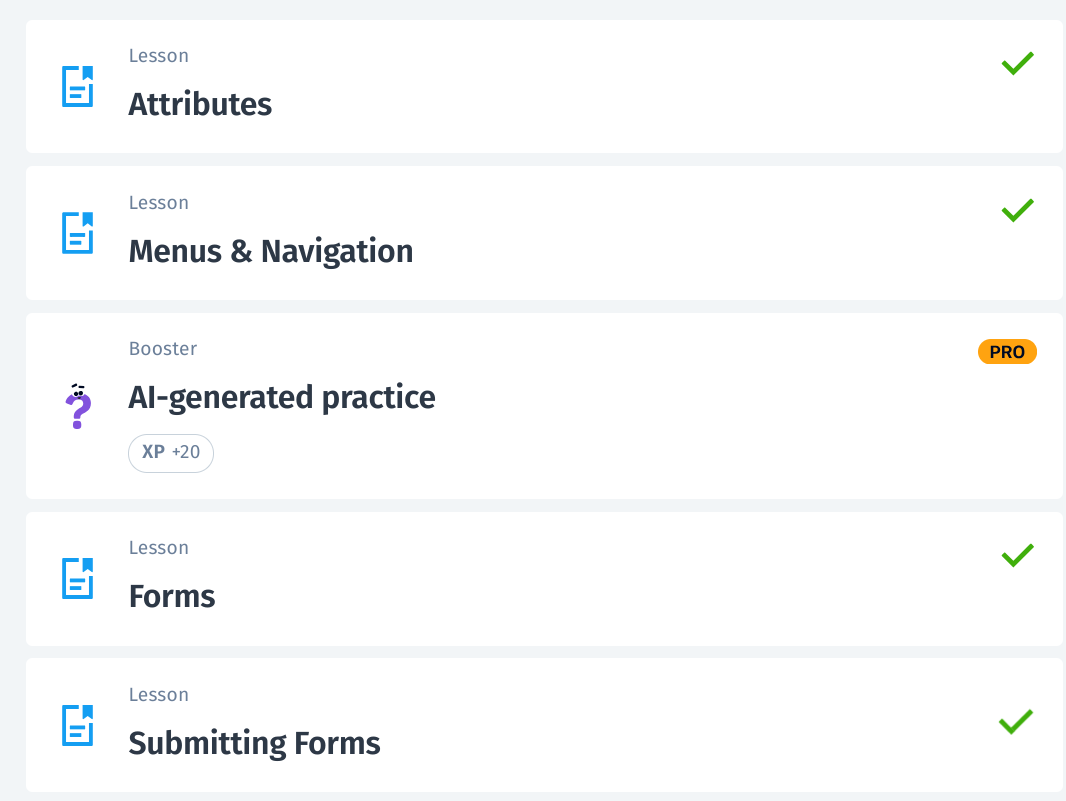 Lesson
Attributes
Lesson
Menus & Navigation
Booster
PRO
AI-generated practice
XP +20
Lesson
Forms
Lesson
Submitting Forms